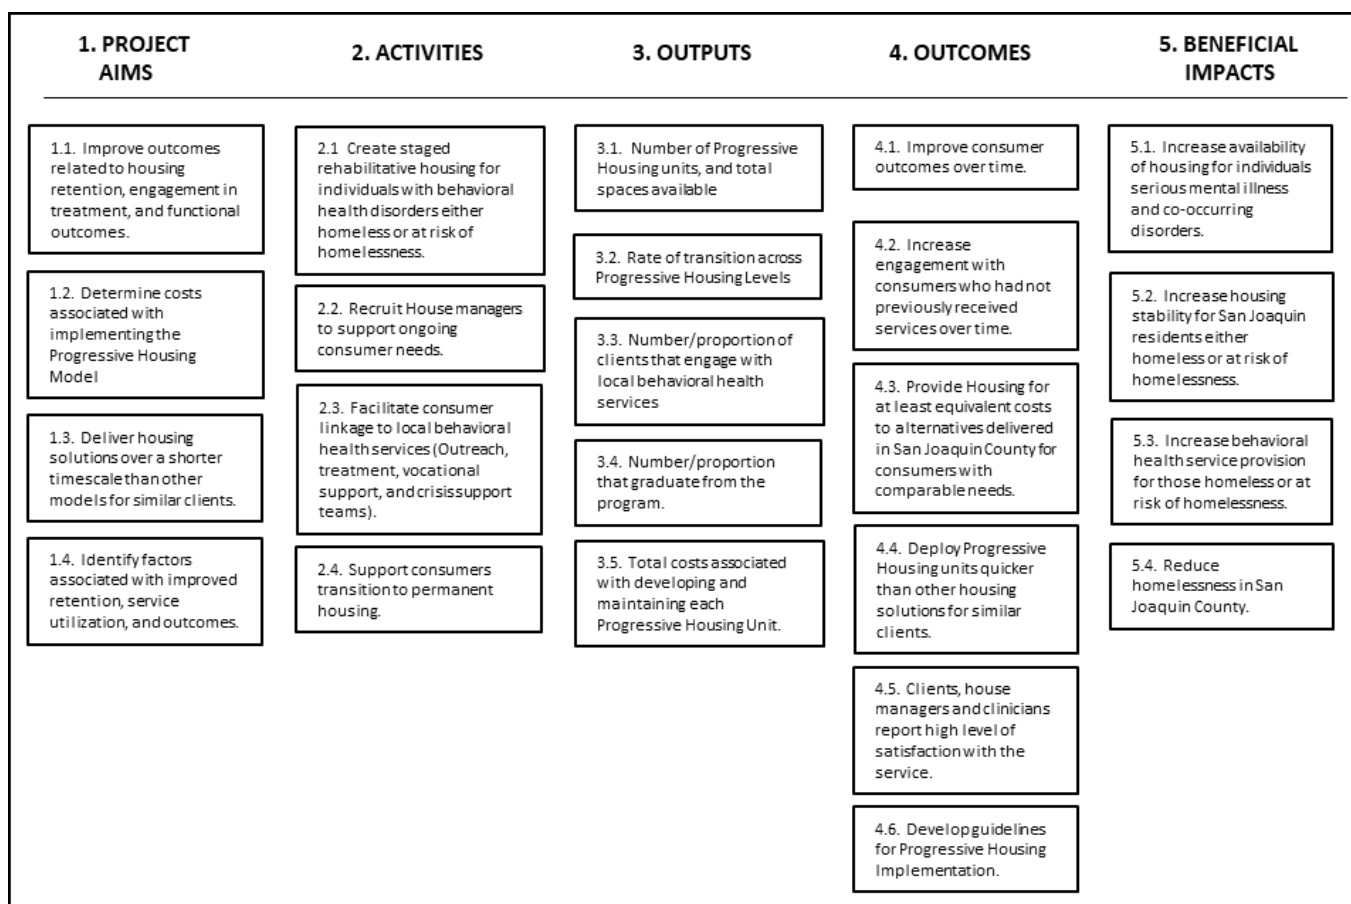 1. PROJECT
AIMS
2. ACTIVITIES
3. OUTPUTS
4. OUTCOMES
5. BENEFICIAL
IMPACTS
1.1. Improve outcomes
related to housing
retention, engagement in
treatment, and functional
outcomes.
1.2. Determine costs
associated with
implementing the
Progressive Housing
Model
1.3. Deliver housing
solutions over a shorter
timescale than other
models for similar clients.
1.4. Identify factors
associated with improved
retention, service
utilization, and outcomes.
2.1 Create staged
rehabilitative housing for
individuals with behavioral
health disorders either
homeless or at risk of
homelessness.
2.2. Recruit House managers
to support ongoing
consumer needs.
2.3. Facilitate consumer
linkage to local behavioral
health services (Outreach,
treatment, vocational
support, and crisis support
teams).
2.4. Support consumers
transition to permanent
housing.
3.1. Number of Progressive
Housing units, and total
spaces available
3.2. Rate of transition across
Progressive Housing Levels
3.3. Number/proportion of
clients that engage with
local behavioral health
services
3.4. Number/proportion
that graduate from the
program.
3.5. Total costs associated
with developing and
maintaining each
Progressive Housing Unit.
4.1. Improve consumer
outcomes over time.
4.2. Increase
engagement with
consumers who had not
previously received
services over time.
4.3. Provide Housing for
at least equivalent costs
to alternatives delivered
in San Joaquin County for
consumers with
comparable needs.
4.4. Deploy Progressive
Housing units quicker
than other housing
solutions for similar
clients.
4.5. Clients, house
managers and clinicians
report high level of
satisfaction with the
service.
4.6. Develop guidelines
for Progressive Housing
Implementation.
5.1. Increase availability
of housing for individuals
serious mental illness
and co-occurring
disorders.
5.2. Increase housing
stability for San Joaquin
residents either
homeless or at risk of
homelessness.
5.3. Increase behavioral
health service provision
for those homeless or at
risk of homelessness.
5.4. Reduce
homelessness in San
Joaquin County.